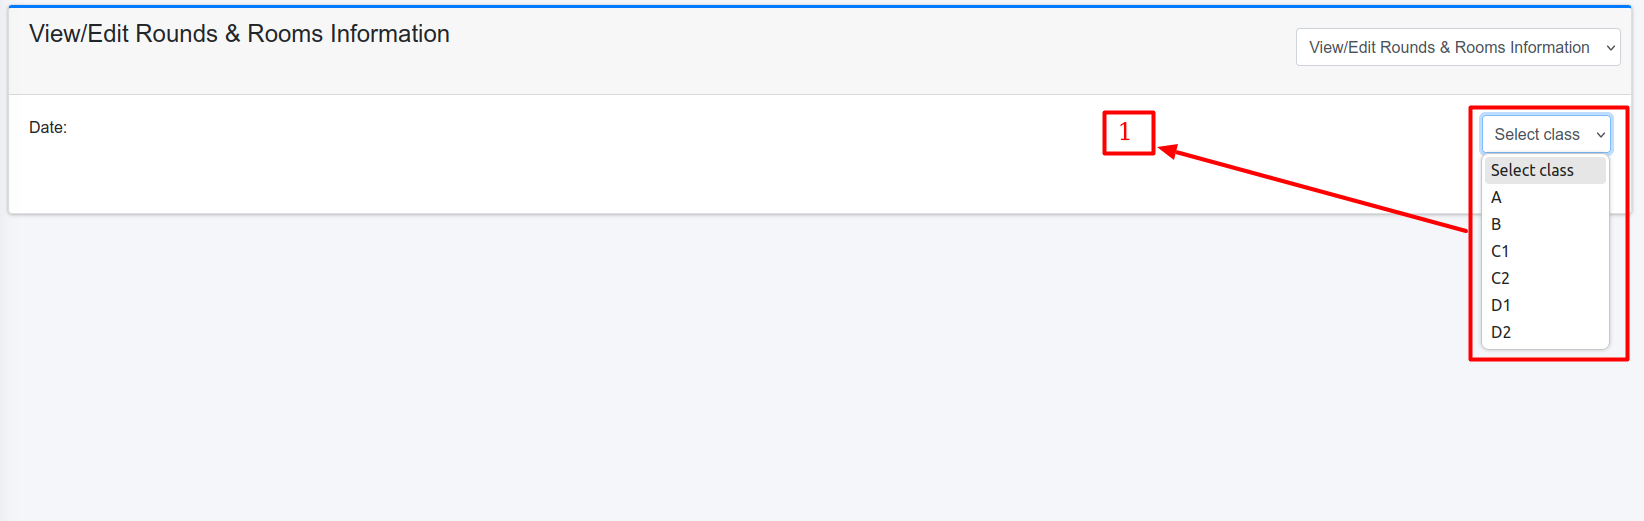 View/Edit Rounds & Rooms Information
View/Edit Rounds & Rooms Information
Date:
1
Select class
Select class
A
B
C1
C2
D1
D2